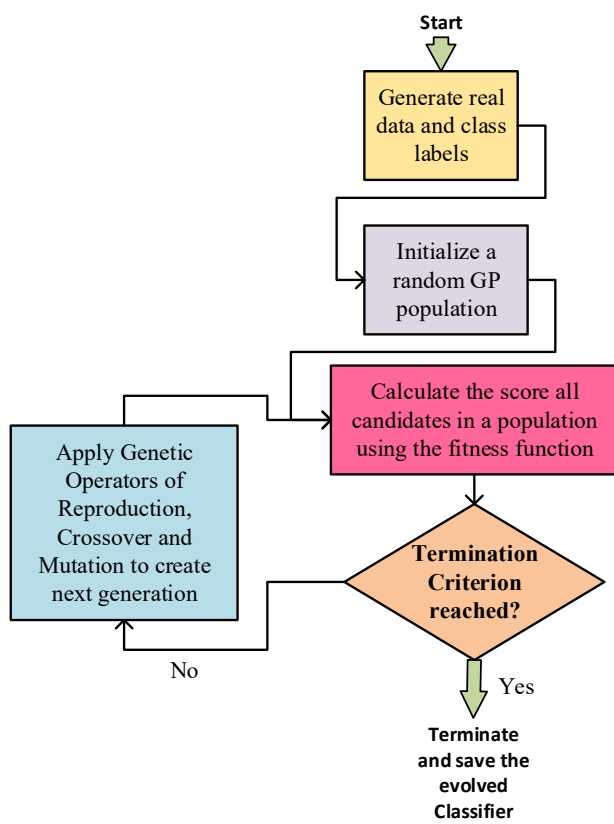 Start
Generate real
data and class
labels
Initialize a
random GP
population
Calculate the score all
candidates in a population
using the fitness function
Apply Genetic
Operators of
Reproduction,
Crossover and
Mutation to create
next generation
Termination
Criterion
reached?
No
Yes
Terminate
and save the
evolved
Classifier